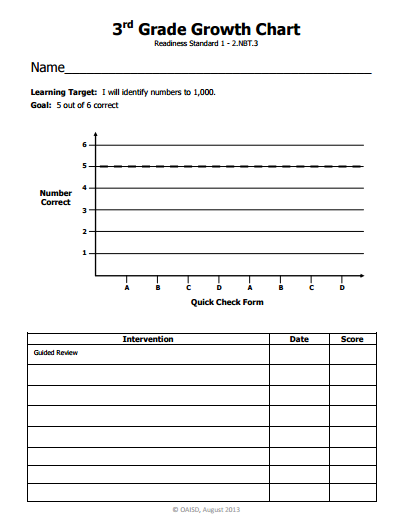 3rd Grade Growth Chart
Readiness Standard 1 - 2.NBT.3
Name
Learning Target: I will identify numbers to 1,000.
Goal: 5 out of 6 correct
6
5
4
Number
Correct
3
2
1
A B C D A B C D
Quick Check Form
Intervention Date Score
Guided Review
© OAISD, August 2013